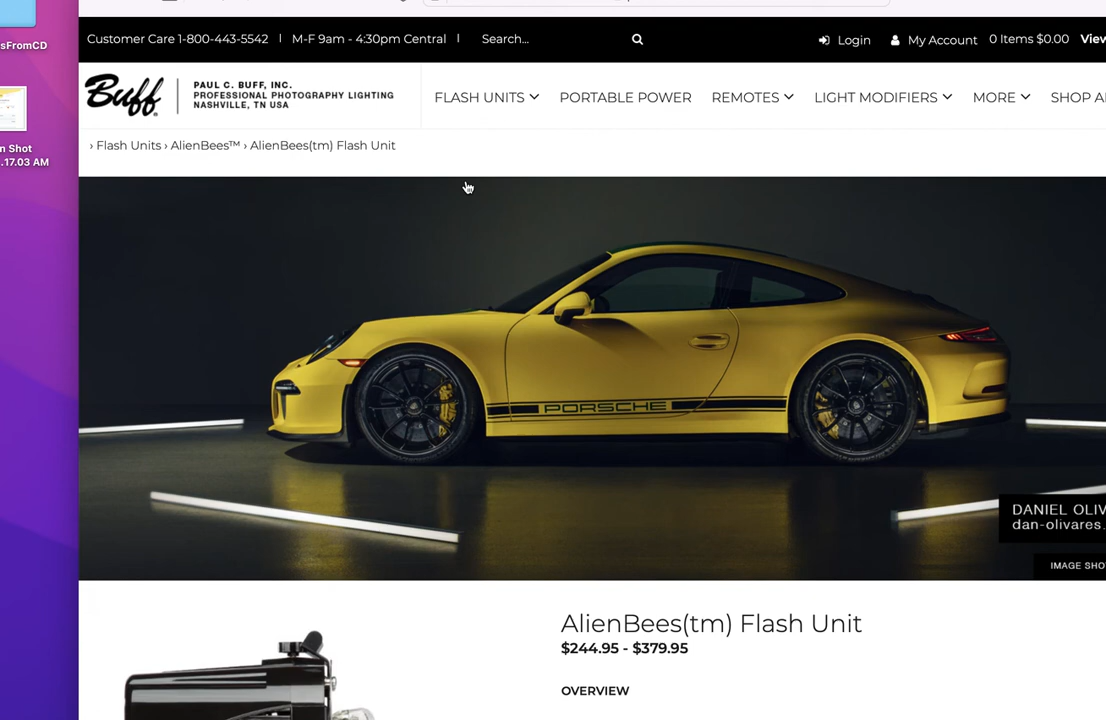 sFromCD
n Shot
.17.03 AM
Customer Care 1-800-443-5542 | M-F 9am - 4:30pm Central | Search... Login My Account 0 Items $0.00 View
Buff PAUL C. BUFF, INC.
PROFESSIONAL PHOTOGRAPHY LIGHTING
NASHVILLE, TN USA
FLASH UNITS PORTABLE POWER REMOTES LIGHT MODIFIERS MORE SHOP A
› Flash Units › AlienBees™ › AlienBees(tm) Flash Unit
PORSCHE
DANIEL OLIV
dan-olivares.
IMAGE SHO
AlienBees(tm) Flash Unit
$244.95 - $379.95
OVERVIEW